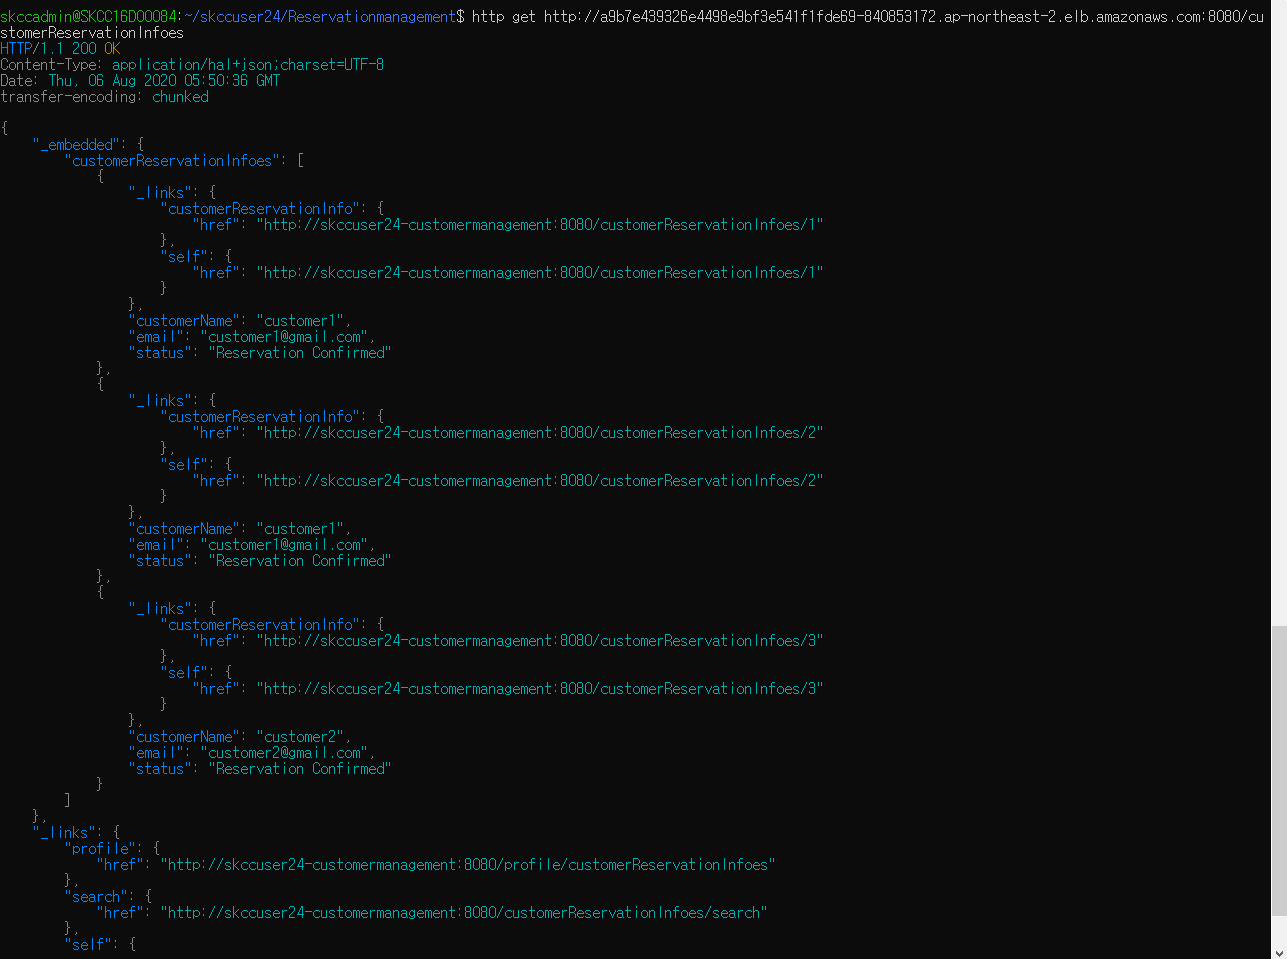 skccadmin@SKCC16D00084:~/skccuser24/Reservationmanagement$ http get http://a9b7e439326e4498e9bf3e541f1fde69-840853172.ap-northeast-2.elb.amazonaws.com:8080/cu
stomerReservationInfoes
HTTP/1.1 200 OK
Content-Type: application/hal+json;charset=UTF-8
Date: Thu, 06 Aug 2020 05:50:36 GMT
transfer-encoding: chunked

{
    "_embedded": {
        "customerReservationInfoes": [
            {
                "_links": {
                    "customerReservationInfo": {
                        "href": "http://skccuser24-customermanagement:8080/customerReservationInfoes/1"
                    },
                    "self": {
                        "href": "http://skccuser24-customermanagement:8080/customerReservationInfoes/1"
                    }
                },
                "customerName": "customer1",
                "email": "customer1@gmail.com",
                "status": "Reservation Confirmed"
            },
            {
                "_links": {
                    "customerReservationInfo": {
                        "href": "http://skccuser24-customermanagement:8080/customerReservationInfoes/2"
                    },
                    "self": {
                        "href": "http://skccuser24-customermanagement:8080/customerReservationInfoes/2"
                    }
                },
                "customerName": "customer1",
                "email": "customer1@gmail.com",
                "status": "Reservation Confirmed"
            },
            {
                "_links": {
                    "customerReservationInfo": {
                        "href": "http://skccuser24-customermanagement:8080/customerReservationInfoes/3"
                    },
                    "self": {
                        "href": "http://skccuser24-customermanagement:8080/customerReservationInfoes/3"
                    }
                },
                "customerName": "customer2",
                "email": "customer2@gmail.com",
                "status": "Reservation Confirmed"
            }
        ]
    },
    "_links": {
        "profile": {
            "href": "http://skccuser24-customermanagement:8080/profile/customerReservationInfoes"
        },
        "search": {
            "href": "http://skccuser24-customermanagement:8080/customerReservationInfoes/search"
        },
        "self": {